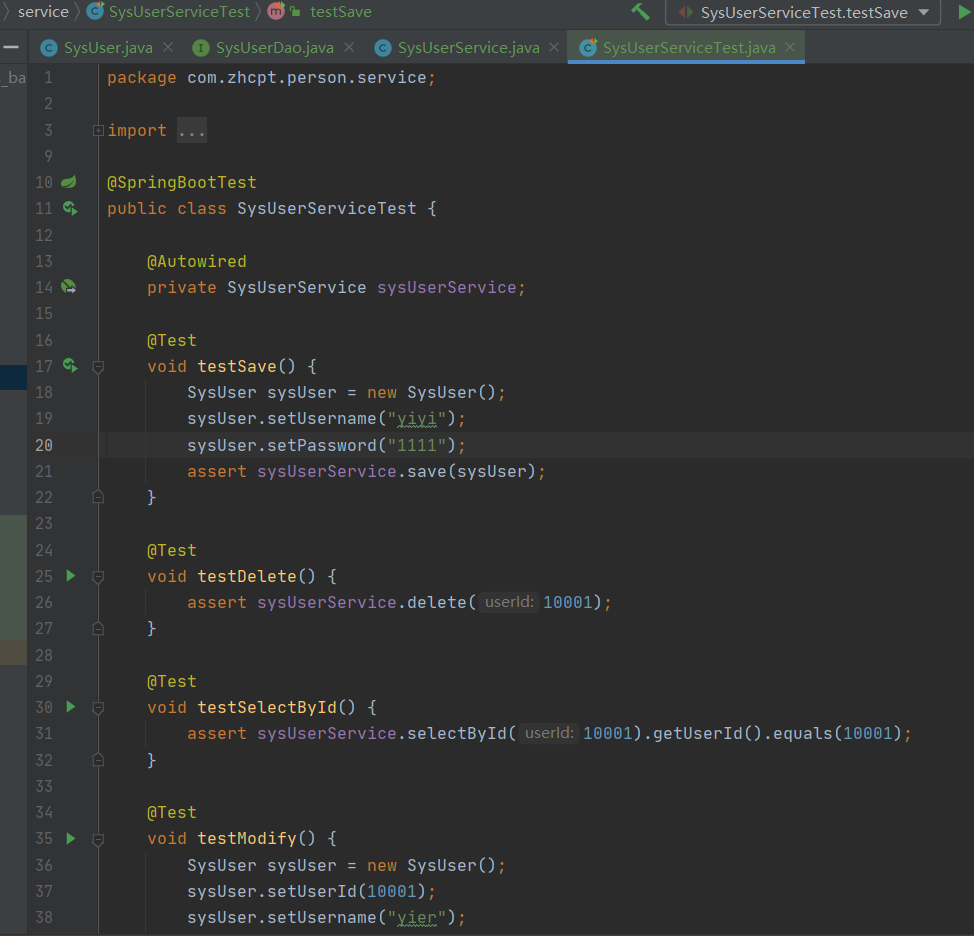 service SysUserServiceTest testSave SysUserServiceTest.testSave
SysUser.java SysUserDao.java SysUserService.java SysUserServiceTest.java
_ba
1 package com.zhcpt.person.service;
2
3 import ...
9
10 @SpringBootTest
11 public class SysUserServiceTest {
12
13 @Autowired
14 private SysUserService sysUserService;
15
16 @Test
17 void testSave() {
18 SysUser sysUser = new SysUser();
19 sysUser.setUsername("yiyi");
20 sysUser.setPassword("1111");
21 assert sysUserService.save(sysUser);
22 }
23
24 @Test
25 void testDelete() {
26 assert sysUserService.delete( userId: 10001);
27 }
28
29 @Test
30 void testSelectById() {
31 assert sysUserService.selectById( userId: 10001).getUserId().equals(10001);
32 }
33
34 @Test
35 void testModify() {
36 SysUser sysUser = new SysUser();
37 sysUser.setUserId(10001);
38 sysUser.setUsername("yier");